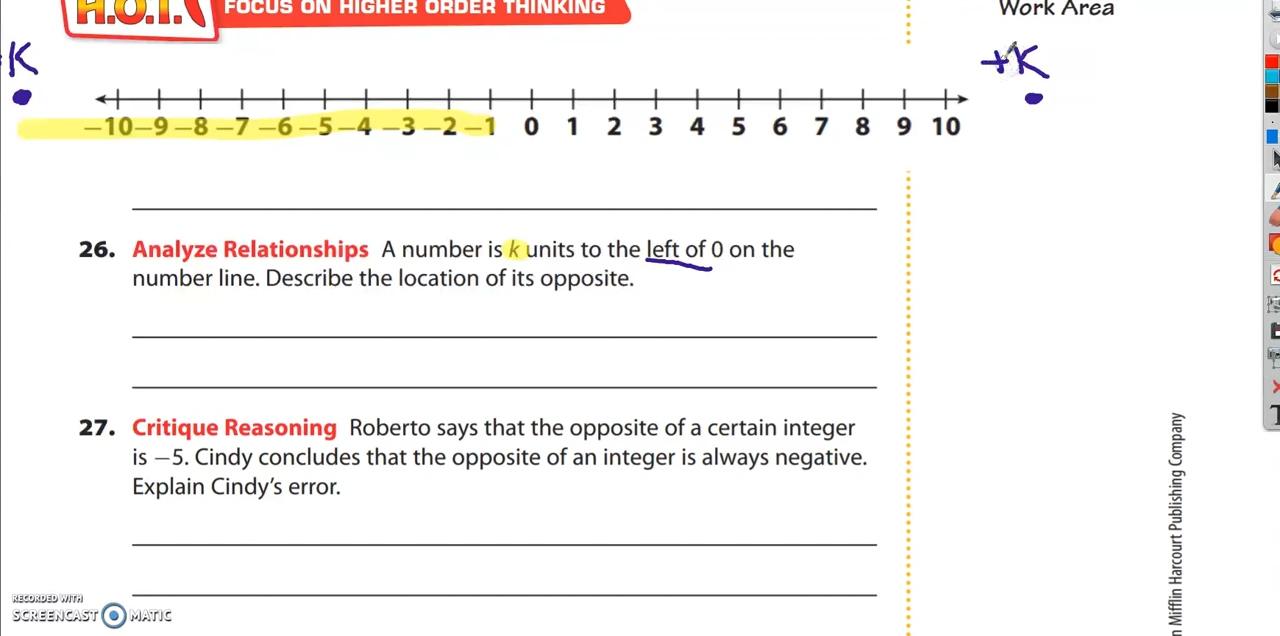 H.O.T. FOCUS ON HIGHER ORDER THINKING
Work Area
K
+K
−10 −9 −8 −7 −6 −5 −4 −3 −2 −1 0 1 2 3 4 5 6 7 8 9 10
26. Analyze Relationships A number is k units to the left of 0 on the
number line. Describe the location of its opposite.
27. Critique Reasoning Roberto says that the opposite of a certain integer
is −5. Cindy concludes that the opposite of an integer is always negative.
Explain Cindy's error.
n Mifflin Harcourt Publishing Company
RECORDED WITH
SCREENCAST MATIC